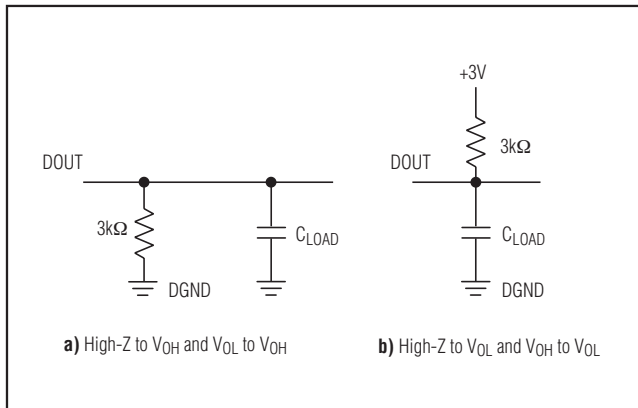 +3V
3kΩ
DOUT
DOUT
3kΩ
C_LOAD
C_LOAD
DGND
DGND
a) High-Z to V_OH and V_OL to V_OH
b) High-Z to V_OL and V_OH to V_OL